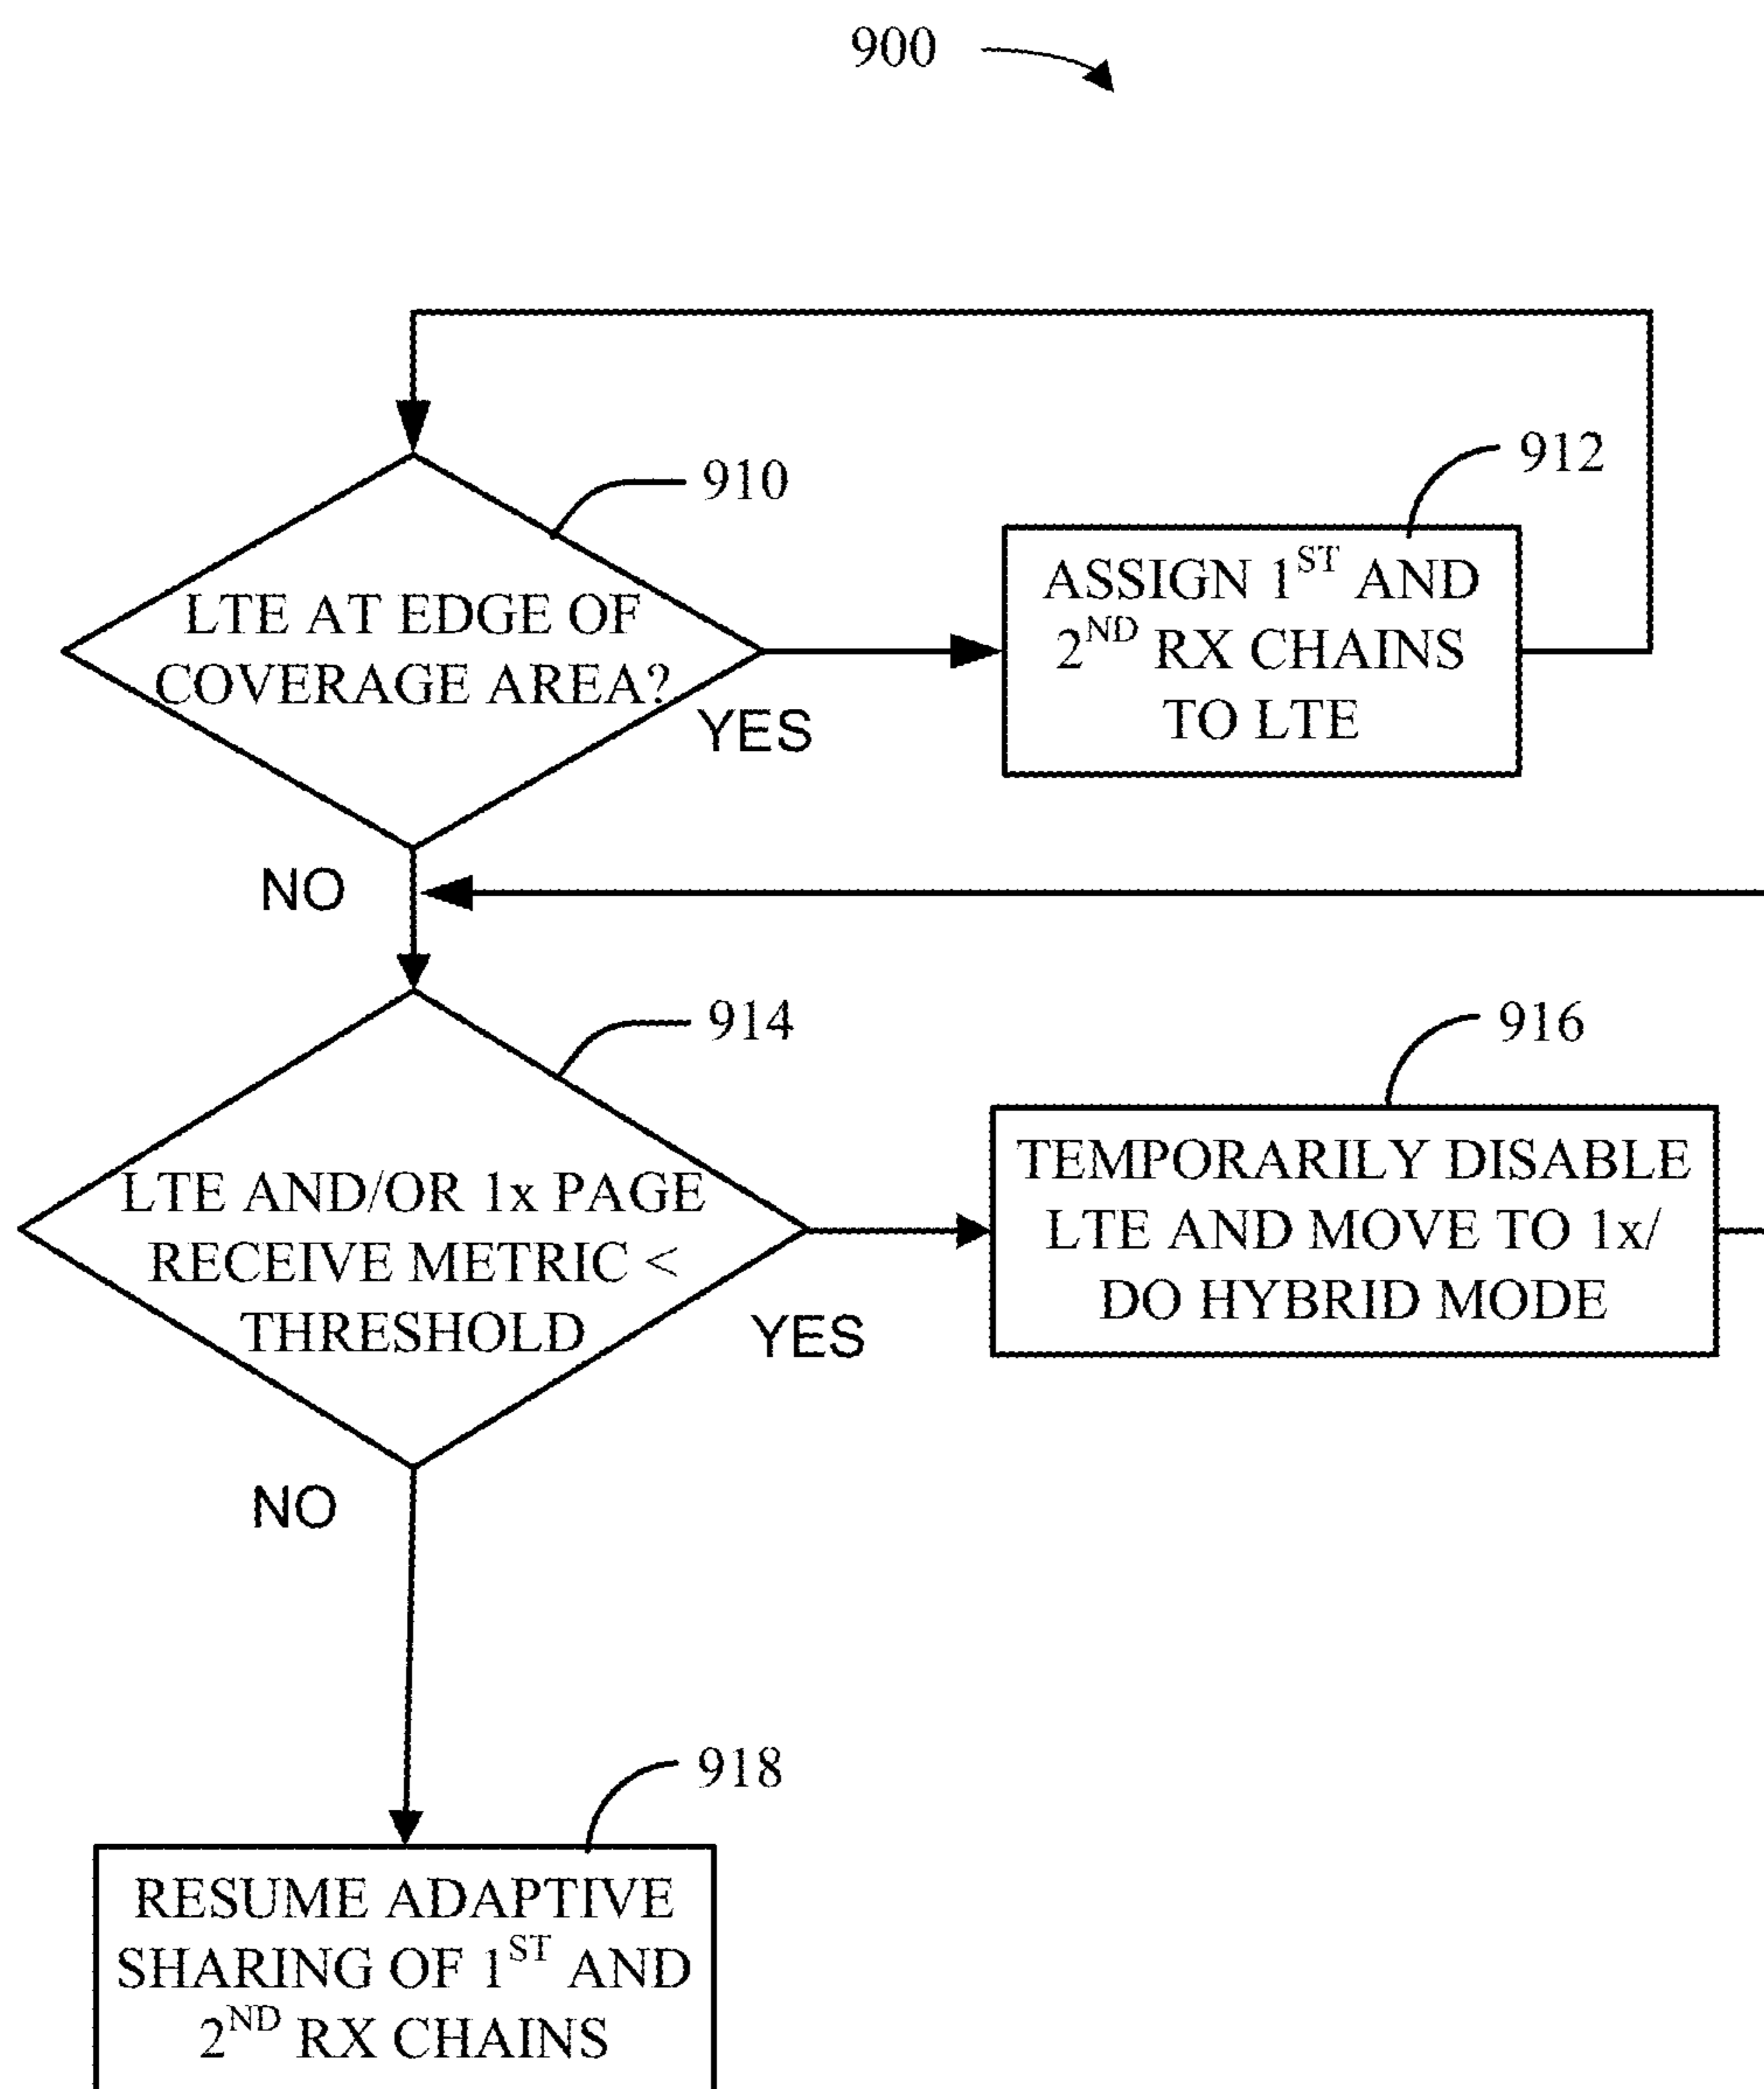 900
910
LTE AT EDGE OF
COVERAGE AREA?
YES
912
ASSIGN 1ST AND
2ND RX CHAINS
TO LTE
NO
914
LTE AND/OR 1x PAGE
RECEIVE METRIC <
THRESHOLD
YES
916
TEMPORARILY DISABLE
LTE AND MOVE TO 1x/
DO HYBRID MODE
NO
918
RESUME ADAPTIVE
SHARING OF 1ST AND
2ND RX CHAINS